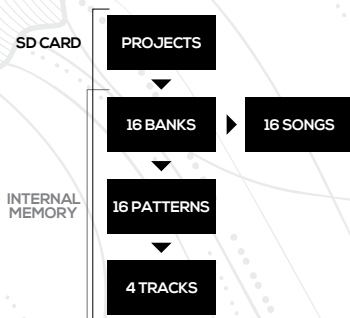 SD CARD
PROJECTS
16 BANKS
16 SONGS
INTERNAL
MEMORY
16 PATTERNS
4 TRACKS